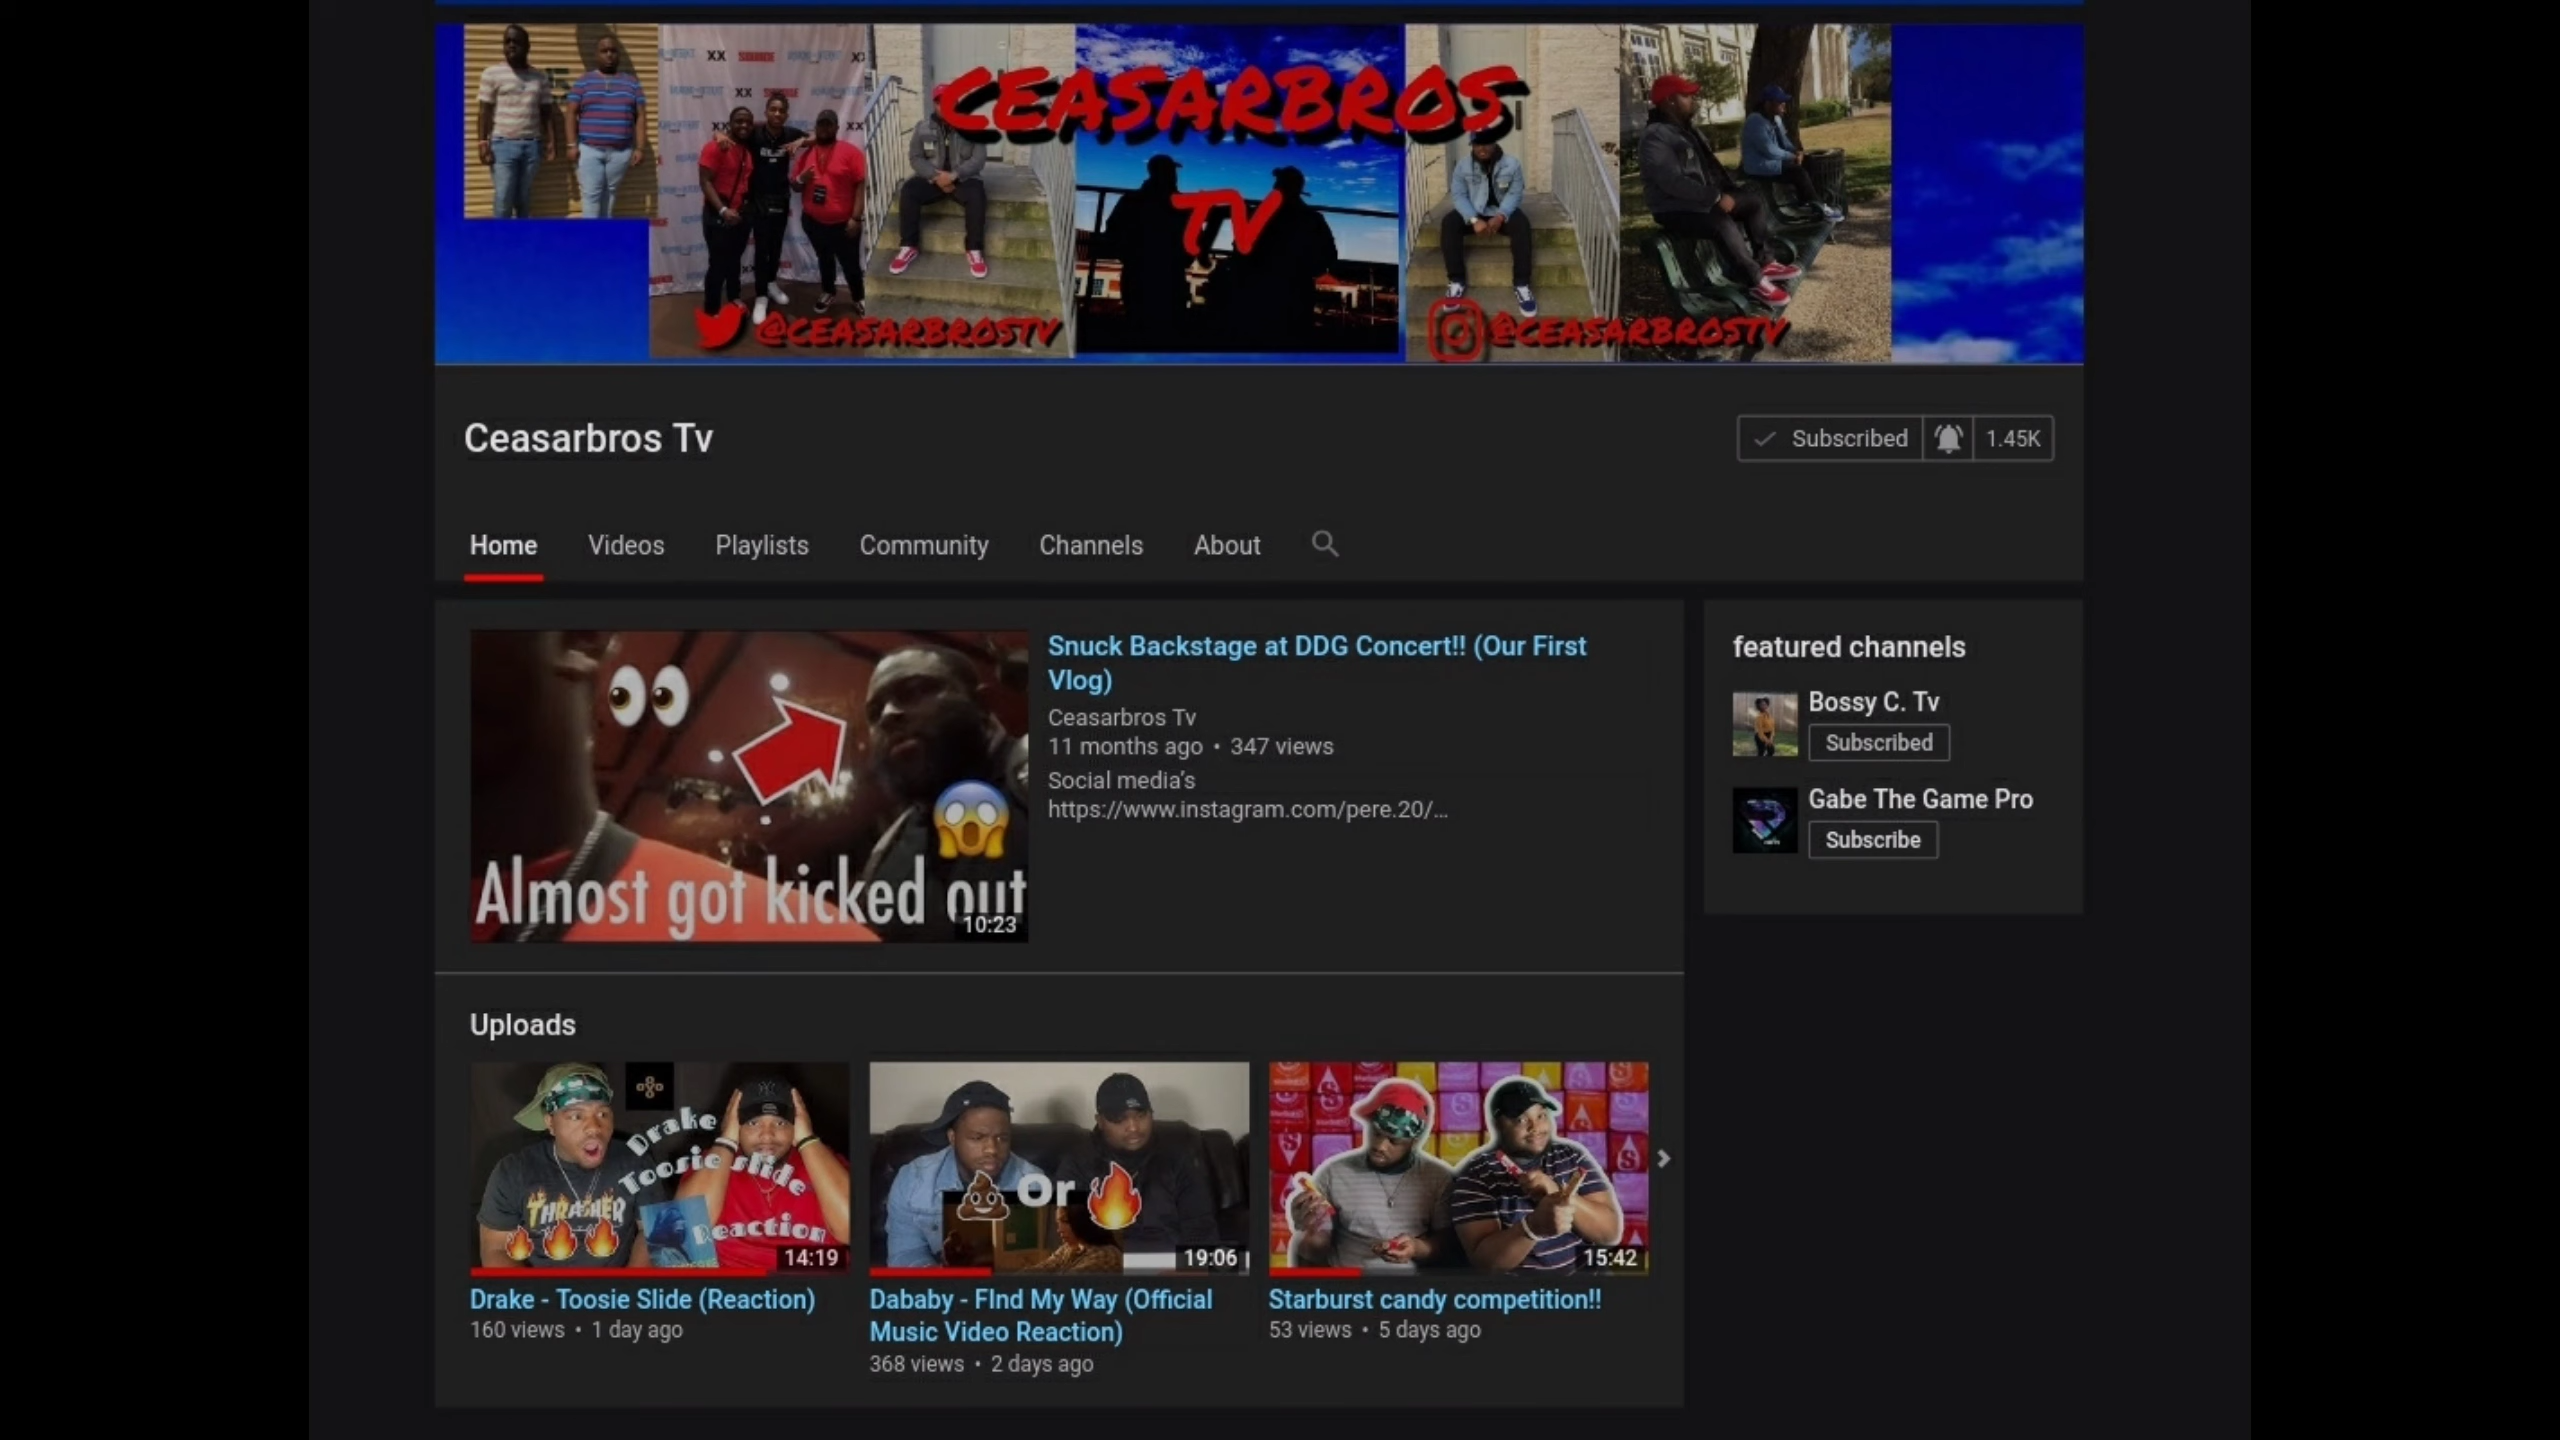 CEASARBROS
TV
@CEASARBROSTV
@CEASARBROSTV
Ceasarbros Tv
Subscribed
1.45K
Home
Videos
Playlists
Community
Channels
About
Almost got kicked out
10:23
Snuck Backstage at DDG Concert!! (Our First
Vlog)
Ceasarbros Tv
11 months ago • 347 views
Social media's
https://www.instagram.com/pere.20/...
featured channels
Bossy C. Tv
Subscribed
Gabe The Game Pro
Subscribe
Uploads
Drake
Toosie slide
Reaction
THRASHER
14:19
Or
19:06
15:42
Drake - Toosie Slide (Reaction)
160 views • 1 day ago
Dababy - FInd My Way (Official
Music Video Reaction)
368 views • 2 days ago
Starburst candy competition!!
53 views • 5 days ago